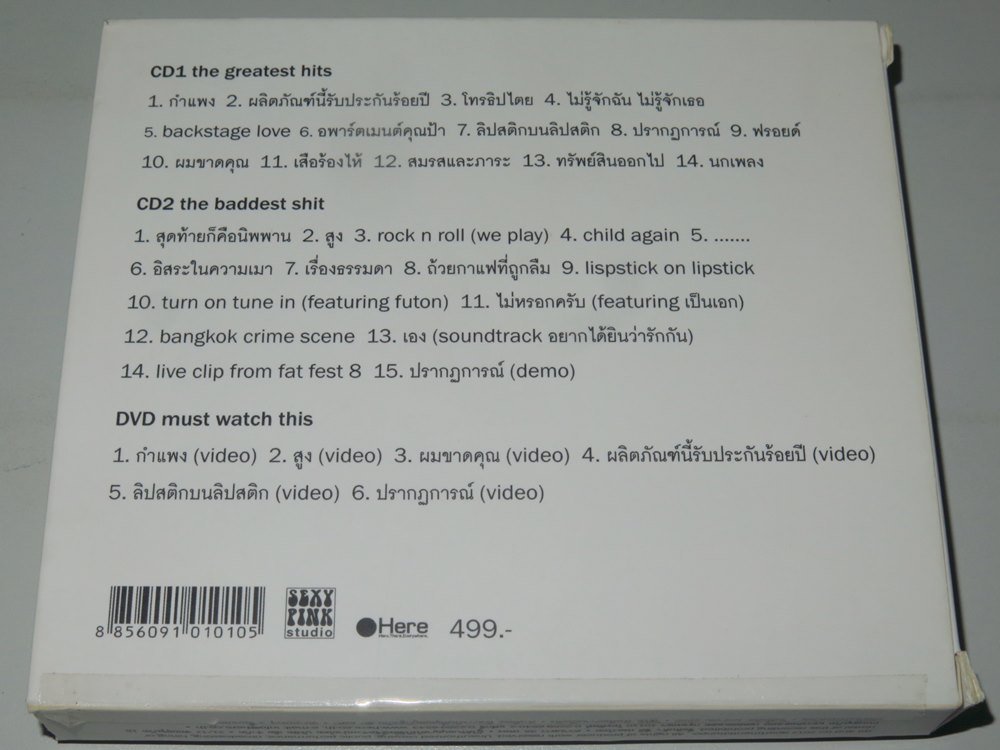 CD1 the greatest hits
1. กำแพง 2. ผลิตภัณฑ์นี้รับประกันร้อยปี 3. โทรธิปไตย 4. ไม่รู้จักฉัน ไม่รู้จักเธอ
5. backstage love 6. อพาร์ตเมนต์คุณป้า 7. ลิปสติกบนลิปสติก 8. ปรากฏการณ์ 9. ฟรอยด์
10. ผมขาดคุณ 11. เสือร้องไห้ 12. สมรสและภาระ 13. ทรัพย์สินออกไป 14. นกเพลง
CD2 the baddest shit
1. สุดท้ายก็คือนิพพาน 2. สูง 3. rock n roll (we play) 4. child again 5. .......
6. อิสระในความเมา 7. เรื่องธรรมดา 8. ถ้วยกาแฟที่ถูกลืม 9. lispstick on lipstick
10. turn on tune in (featuring futon) 11. ไม่หรอกครับ (featuring เป็นเอก)
12. bangkok crime scene 13. เอง (soundtrack อยากได้ยินว่ารักกัน)
14. live clip from fat fest 8 15. ปรากฏการณ์ (demo)
DVD must watch this
1. กำแพง (video) 2. สูง (video) 3. ผมขาดคุณ (video) 4. ผลิตภัณฑ์นี้รับประกันร้อยปี (video)
5. ลิปสติกบนลิปสติก (video) 6. ปรากฏการณ์ (video)
8 856091 010105 SEXY PINK studio Here Here.There.Everywhere. 499.-